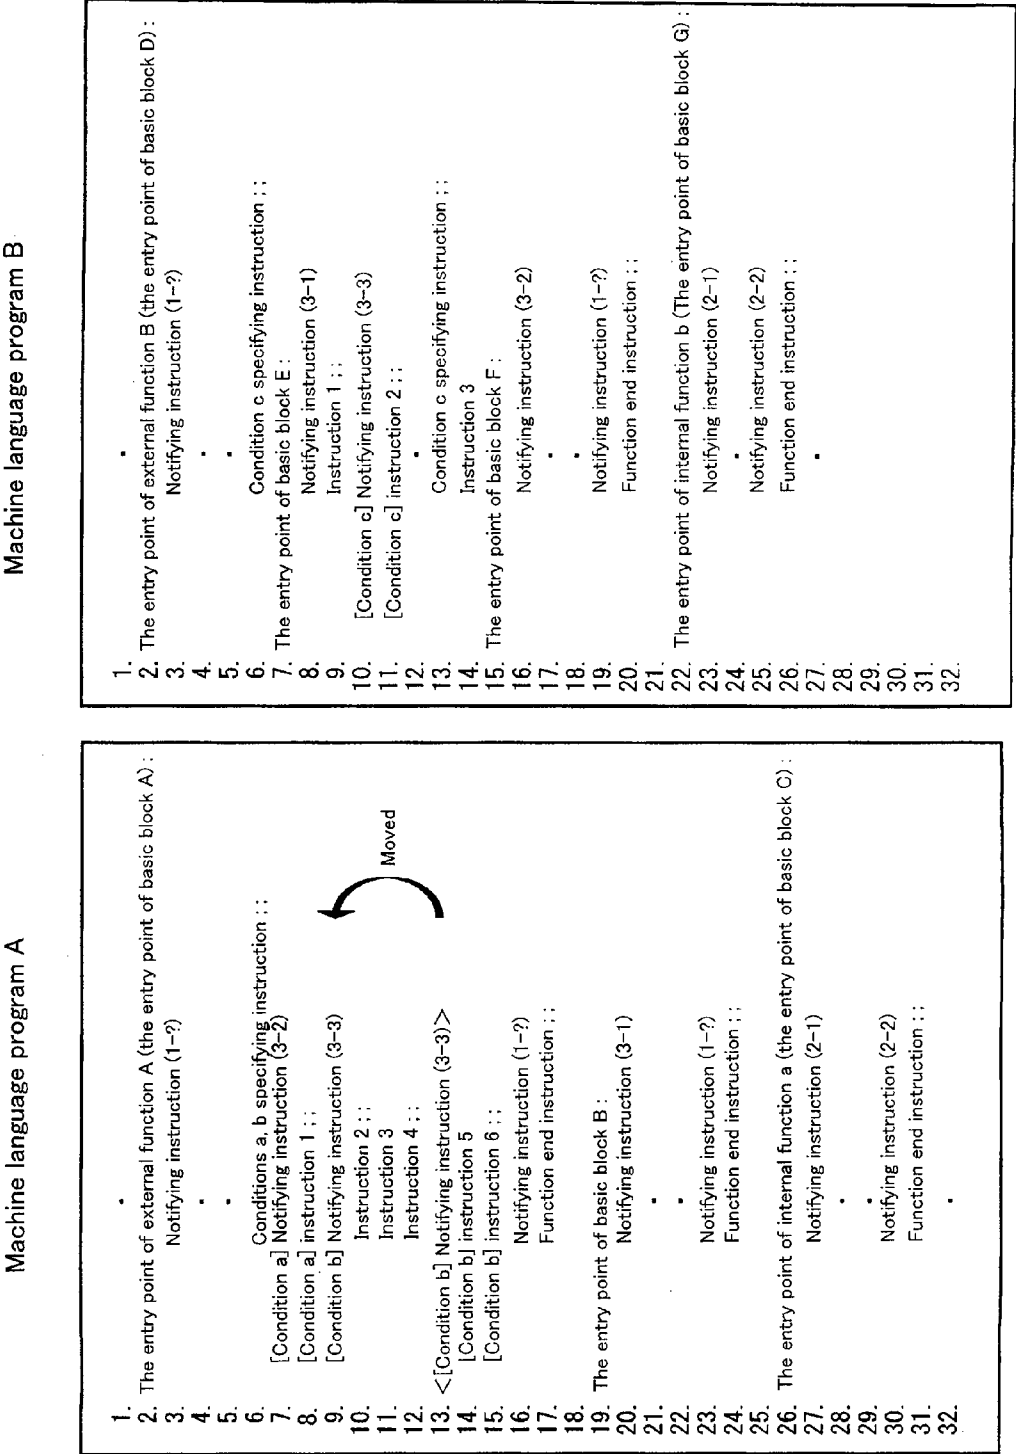 Machine language program A
1. ・
2. The entry point of external function A (the entry point of basic block A) :
3. Notifying instruction (1-?)
4. ・
5. ・
6. Conditions a, b specifying instruction ; ;
7. [Condition a] Notifying instruction (3-2)
8. [Condition a] instruction 1 ; ;
9. [Condition b] Notifying instruction (3-3)
10. Instruction 2 ; ;
11. Instruction 3
12. Instruction 4 ; ;
13. <[Condition b] Notifying instruction (3-3)>
14. [Condition b] instruction 5
15. [Condition b] instruction 6 ; ;
16. Notifying instruction (1-?)
17. Function end instruction ; ;
18.
19. The entry point of basic block B :
20. Notifying instruction (3-1)
21. ・
22. ・
23. Notifying instruction (1-?)
24. Function end instruction ; ;
25.
26. The entry point of internal function a (the entry point of basic block C) :
27. Notifying instruction (2-1)
28. ・
29. ・
30. Notifying instruction (2-2)
31. Function end instruction ; ;
32. ・
Moved
Machine language program B
1. ・
2. The entry point of external function B (the entry point of basic block D) :
3. Notifying instruction (1-?)
4. ・
5. ・
6. Condition c specifying instruction ; ;
7. The entry point of basic block E :
8. Notifying instruction (3-1)
9. Instruction 1 ; ;
10. [Condition c] Notifying instruction (3-3)
11. [Condition c] instruction 2 ; ;
12. ・
13. Condition c specifying instruction ; ;
14. Instruction 3
15. The entry point of basic block F :
16. Notifying instruction (3-2)
17. ・
18. ・
19. Notifying instruction (1-?)
20. Function end instruction ; ;
21.
22. The entry point of internal function b (The entry point of basic block G) :
23. Notifying instruction (2-1)
24. ・
25. Notifying instruction (2-2)
26. Function end instruction ; ;
27. ・
28.
29.
30.
31.
32.